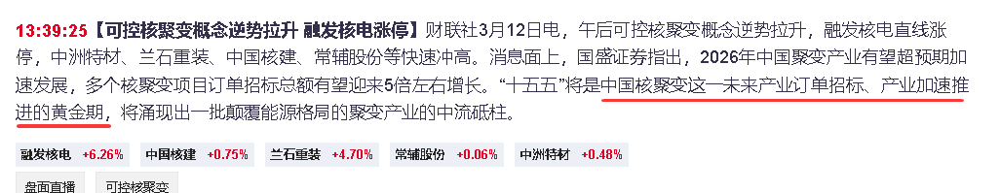 13:39:25【可控核聚变概念逆势拉升 融发核电涨停】财联社3月12日电，午后可控核聚变概念逆势拉升，融发核电直线涨
停，中洲特材、兰石重装、中国核建、常辅股份等快速冲高。消息面上，国盛证券指出，2026年中国聚变产业有望超预期加
速发展，多个核聚变项目订单招标总额有望迎来5倍左右增长。“十五五”将是中国核聚变这一未来产业订单招标、产业加速推
进的黄金期，将涌现出一批颠覆能源格局的聚变产业的中流砥柱。
融发核电 +6.26% 中国核建 +0.75% 兰石重装 +4.70% 常辅股份 +0.06% 中洲特材 +0.48%
盘面直播 可控核聚变